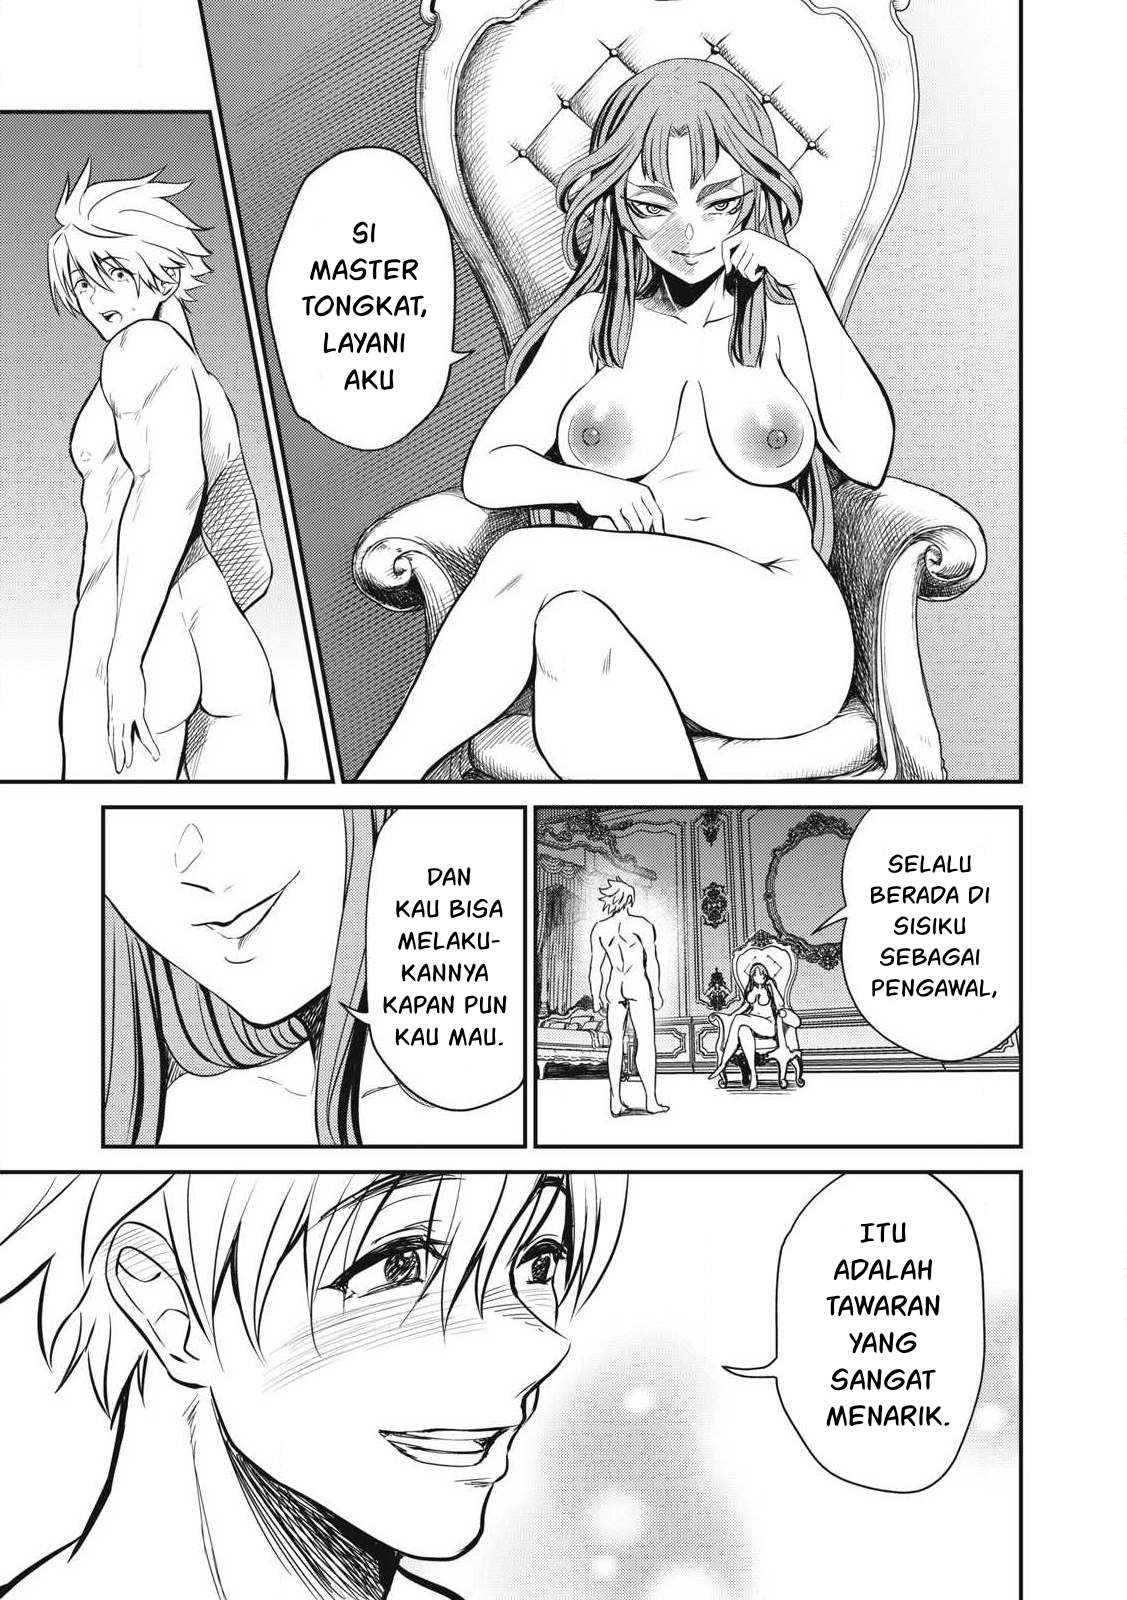 SI
MASTER
TONGKAT,
LAYANI
AKU
SELALU
BERADA DI
SISIKU
SEBAGAI
PENGAWAL,
DAN
KAU BISA
MELAKU-
KANNYA
KAPAN PUN
KAU MAU.
ITU
ADALAH
TAWARAN
YANG
SANGAT
MENARIK.